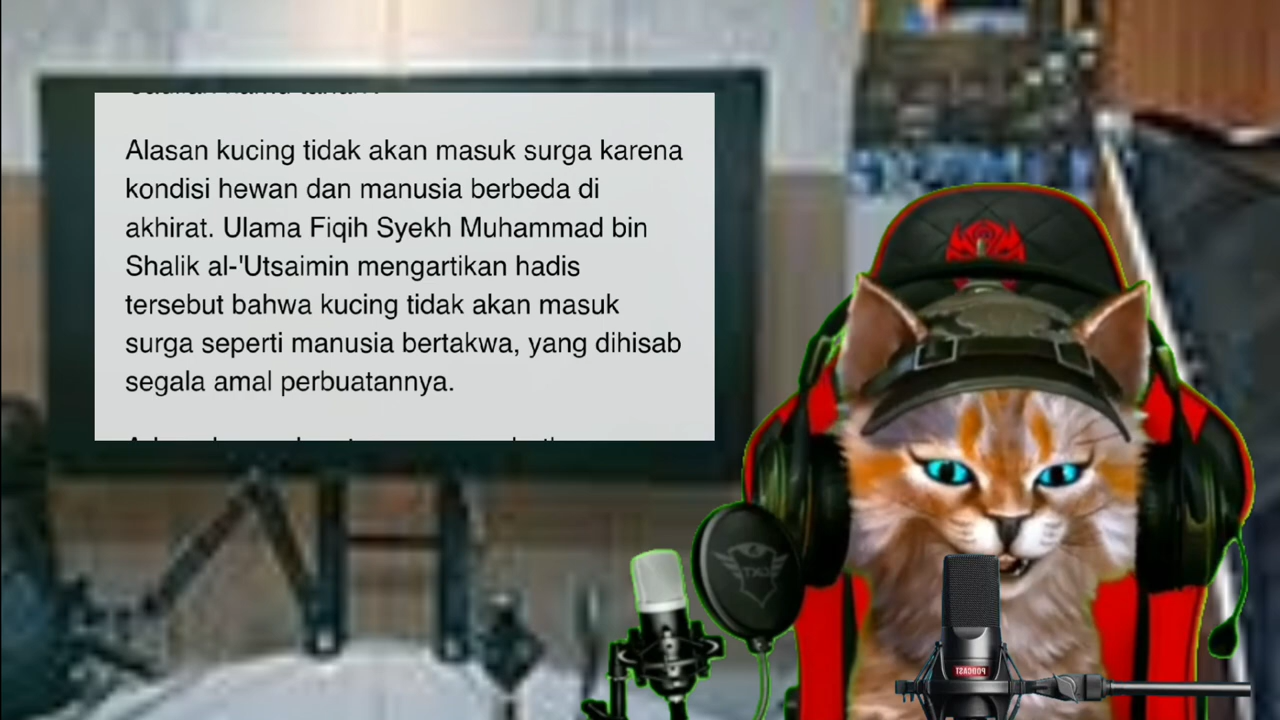 Alasan kucing tidak akan masuk surga karena
kondisi hewan dan manusia berbeda di
akhirat. Ulama Fiqih Syekh Muhammad bin
Shalik al-'Utsaimin mengartikan hadis
tersebut bahwa kucing tidak akan masuk
surga seperti manusia bertakwa, yang dihisab
segala amal perbuatannya.
PODCAST